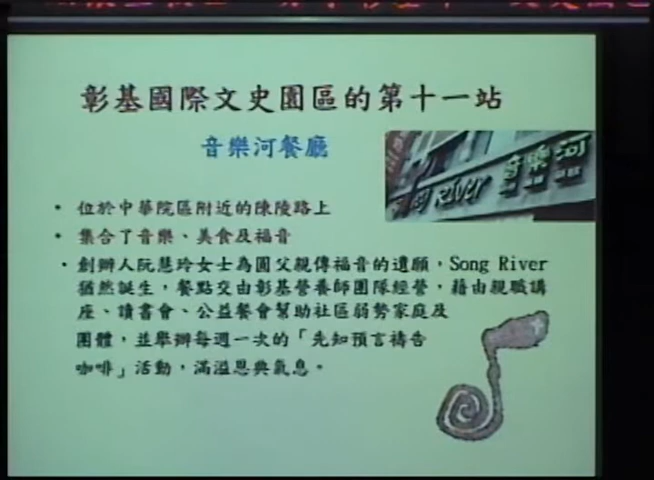 彰基國際文史園區的第十一站
音樂河餐廳
音樂河
River
• 位於中華院區附近的陳陵路上
• 集合了音樂、美食及福音
• 創辦人阮慧玲女士為圓父親傳福音的遺願，Song River
猶然誕生，餐點交由彰基營養師團隊經營，藉由親職講
座、讀書會、公益餐會幫助社區弱勢家庭及
團體，並舉辦每週一次的「先知預言禱告
咖啡」活動，滿溢恩典氣息。